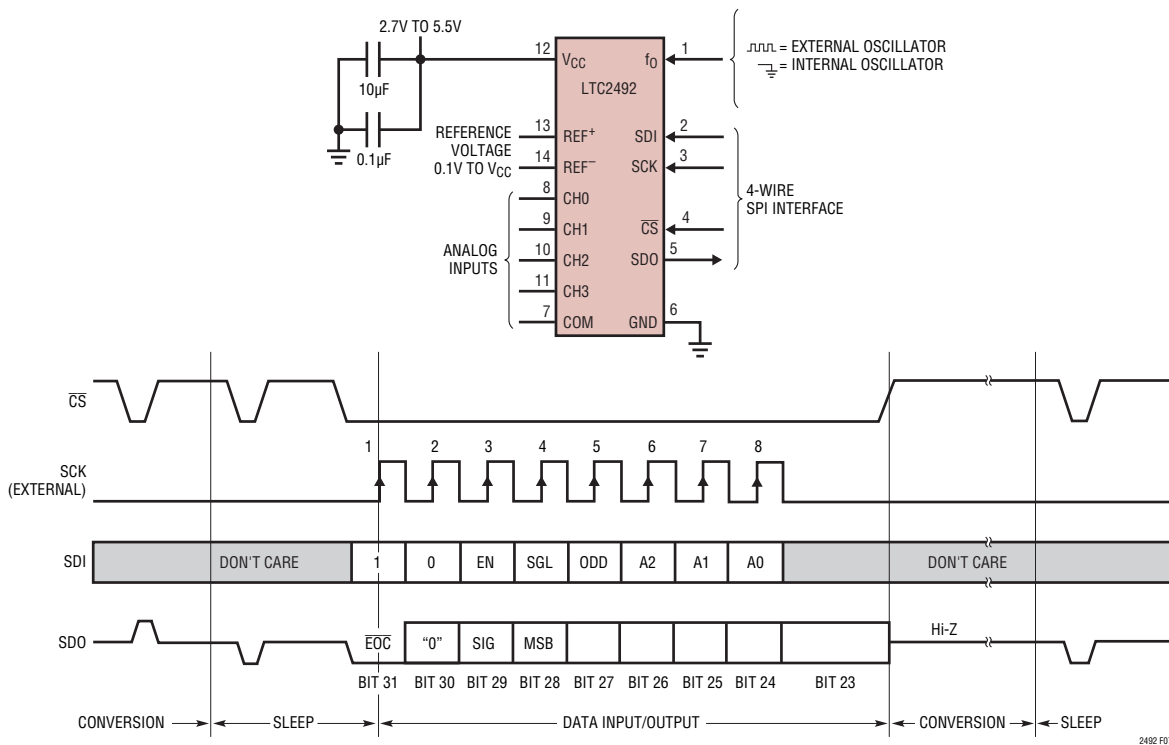 2.7V TO 5.5V
10µF
0.1µF
REFERENCE
VOLTAGE
0.1V TO VCC
ANALOG
INPUTS
12
13
14
8
9
10
11
7
VCC
REF+
REF–
CH0
CH1
CH2
CH3
COM
LTC2492
fO
SDI
SCK
CS
SDO
GND
1
2
3
4
5
6
= EXTERNAL OSCILLATOR
= INTERNAL OSCILLATOR
4-WIRE
SPI INTERFACE
CS
SCK
(EXTERNAL)
1 2 3 4 5 6 7 8
SDI
DON'T CARE 1 0 EN SGL ODD A2 A1 A0 DON'T CARE
SDO
EOC "0" SIG MSB Hi-Z
BIT 31 BIT 30 BIT 29 BIT 28 BIT 27 BIT 26 BIT 25 BIT 24 BIT 23
CONVERSION SLEEP DATA INPUT/OUTPUT CONVERSION SLEEP